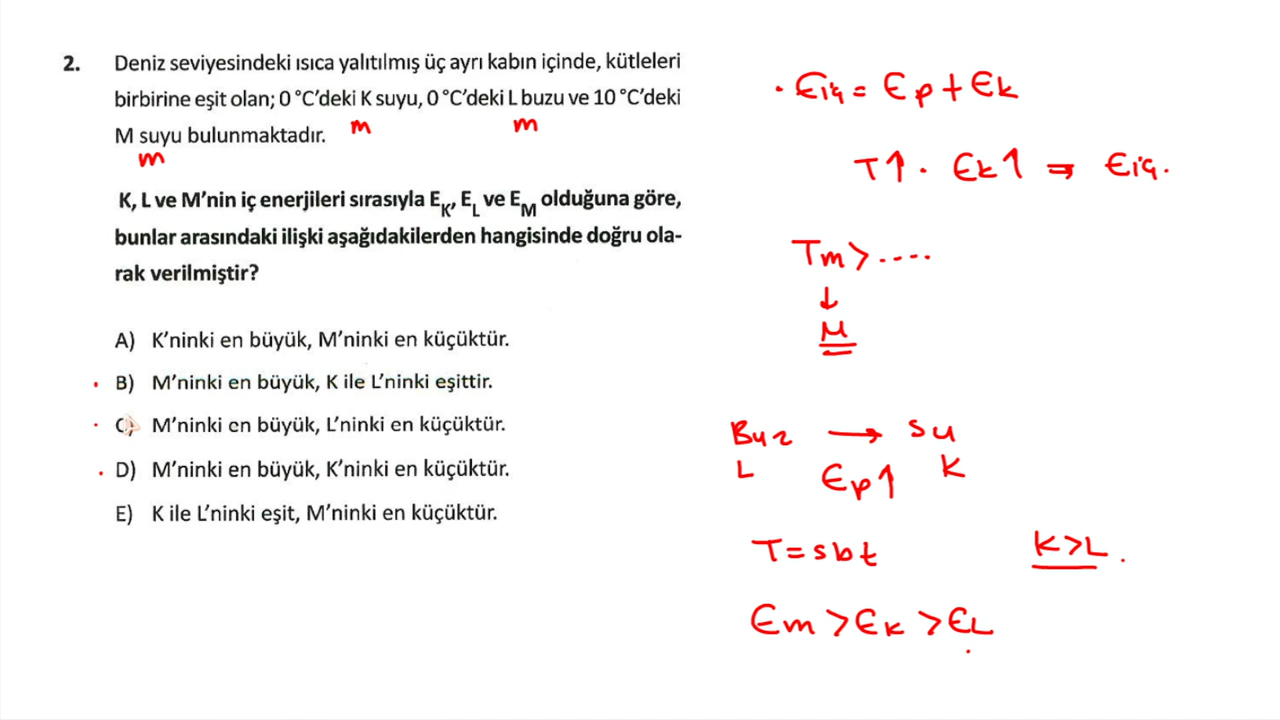 2. Deniz seviyesindeki ısıca yalıtılmış üç ayrı kabın içinde, kütleleri
birbirine eşit olan; 0 °C'deki K suyu, 0 °C'deki L buzu ve 10 °C'deki
M suyu bulunmaktadır.
m
m
m
K, L ve M'nin iç enerjileri sırasıyla EK, EL ve EM olduğuna göre,
bunlar arasındaki ilişki aşağıdakilerden hangisinde doğru ola-
rak verilmiştir?
A) K'ninki en büyük, M'ninki en küçüktür.
B) M'ninki en büyük, K ile L'ninki eşittir.
C) M'ninki en büyük, L'ninki en küçüktür.
D) M'ninki en büyük, K'ninki en küçüktür.
E) K ile L'ninki eşit, M'ninki en küçüktür.
· Eiç = Ep + Ek
T↑ · Ek↑ ⇒ Eiç.
Tm > ....
↓
M
Buz → su
L Ep↑ K
T = sbt K > L .
Em > Ek > EL